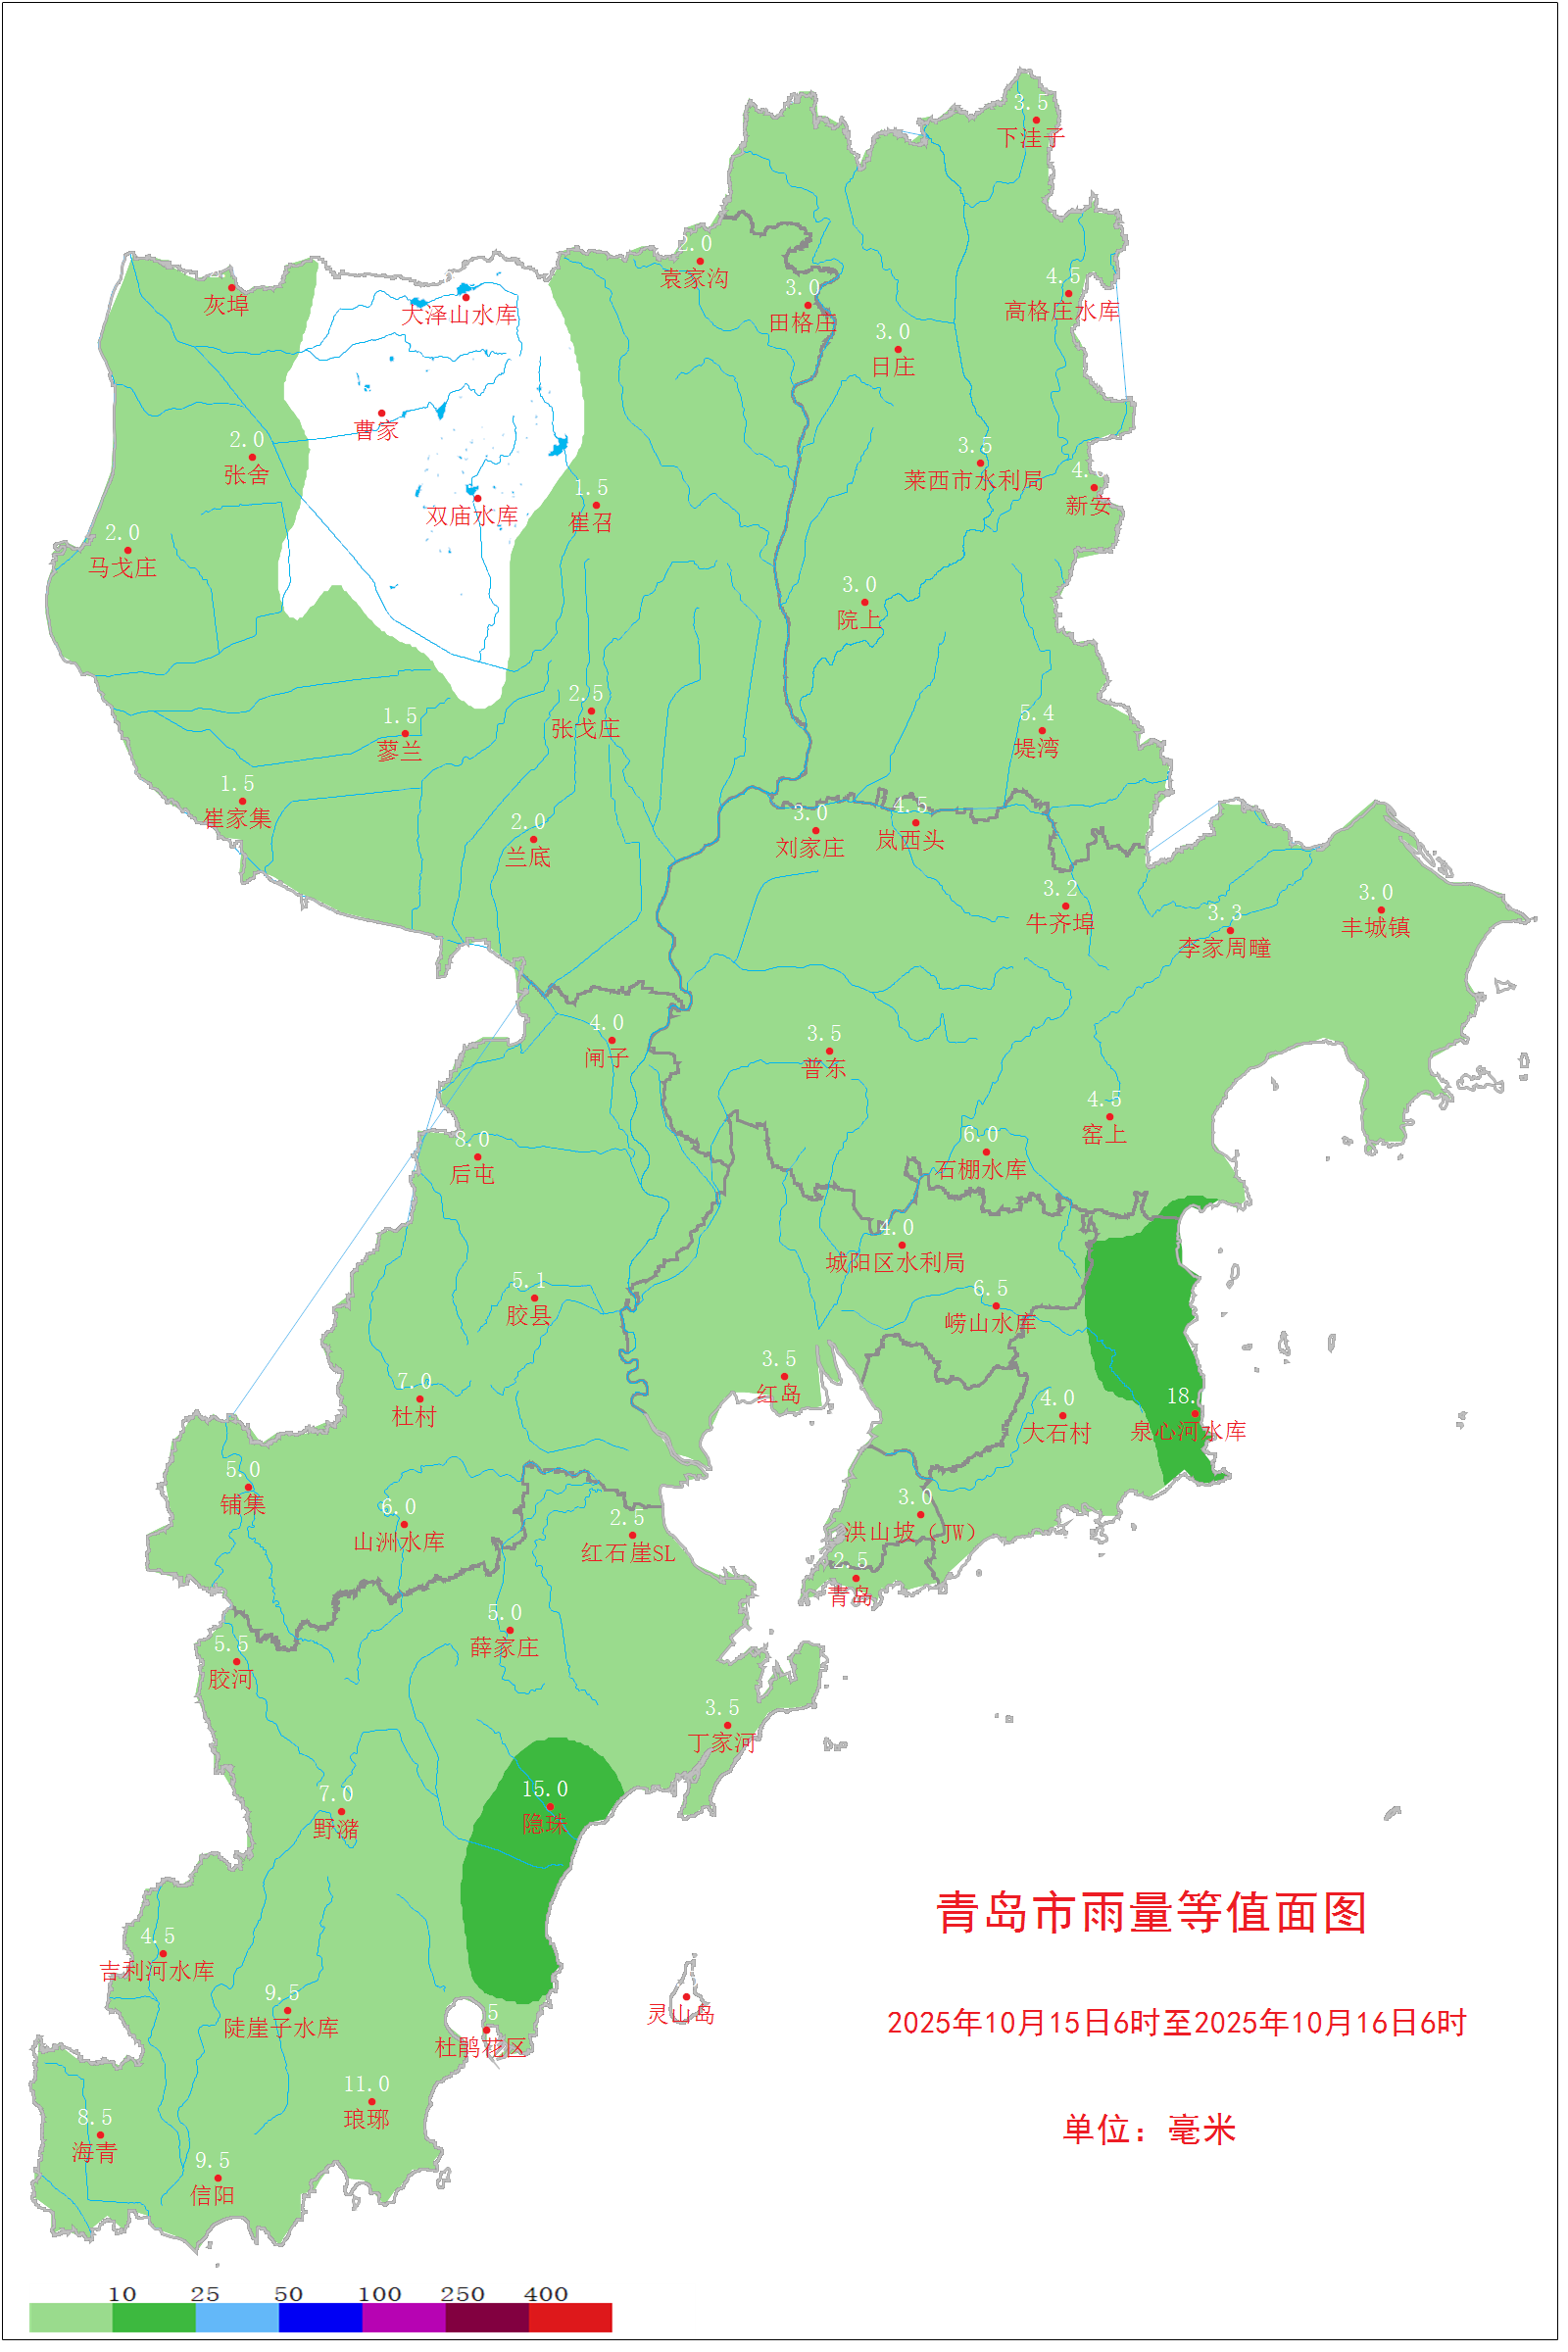 3.5
下洼子
2.0
袁家沟
灰埠
大泽山水库
3.0
田格庄
4.5
高格庄水库
3.0
日庄
曹家
2.0
张舍
3.5
莱西市水利局
4.
新安
双庙水库
1.5
崔召
2.0
马戈庄
3.0
院上
2.5
张戈庄
1.5
蓼兰
5.4
堤湾
1.5
崔家集
2.0
兰底
3.0
刘家庄
4.5
岚西头
3.2
牛齐埠
3.3
李家周疃
3.0
丰城镇
4.0
闸子
3.5
普东
4.5
窑上
8.0
后屯
6.0
石棚水库
4.0
城阳区水利局
5.1
胶县
6.5
崂山水库
3.5
红岛
7.0
杜村
4.0
大石村
18.
泉心河水库
5.0
铺集
6.0
山洲水库
2.5
红石崖SL
3.0
洪山坡（JW）
2.5
青岛
5.0
薛家庄
5.5
胶河
3.5
丁家河
7.0
野潴
15.0
隐珠
青岛市雨量等值面图
4.5
吉利河水库
9.5
陡崖子水库
5
杜鹃花区
灵山岛
2025年10月15日6时至2025年10月16日6时
11.0
琅琊
8.5
海青
单位：毫米
9.5
信阳
10 25 50 100 250 400